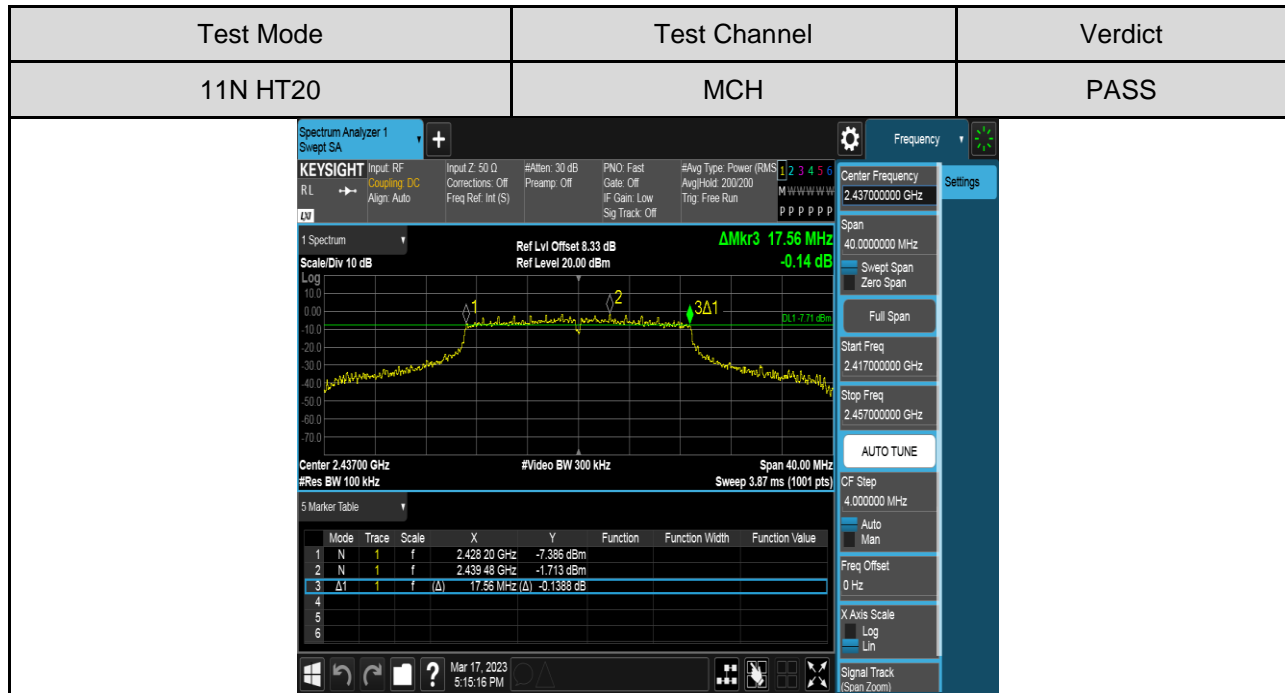 Test Mode Test Channel Verdict
11N HT20 MCH PASS
Spectrum Analyzer 1
Swept SA
+
Frequency
KEYSIGHT Input: RF Input Z: 50 Ω #Atten: 30 dB PNO: Fast #Avg Type: Power (RMS 1 2 3 4 5 6
RL Coupling: DC Corrections: Off Preamp: Off Gate: Off Avg|Hold: 200/200 M W W W W W
Align: Auto Freq Ref: Int (S) IF Gain: Low Trig: Free Run
LXI Sig Track: Off P P P P P P
1 Spectrum Ref Lvl Offset 8.33 dB ΔMkr3 17.56 MHz
Scale/Div 10 dB Ref Level 20.00 dBm -0.14 dB
Log
10.0
0.00
-10.0
-20.0
-30.0
-40.0
-50.0
-60.0
-70.0
1
2
3Δ1
DL1 -7.71 dBm
Center 2.43700 GHz #Video BW 300 kHz Span 40.00 MHz
#Res BW 100 kHz Sweep 3.87 ms (1001 pts)
5 Marker Table
Mode Trace Scale X Y Function Function Width Function Value
1 N 1 f 2.428 20 GHz -7.386 dBm
2 N 1 f 2.439 48 GHz -1.713 dBm
3 Δ1 1 f (Δ) 17.56 MHz (Δ) -0.1388 dB
4
5
6
?
Mar 17, 2023
5:15:16 PM
Center Frequency
2.437000000 GHz
Settings
Span
40.0000000 MHz
Swept Span
Zero Span
Full Span
Start Freq
2.417000000 GHz
Stop Freq
2.457000000 GHz
AUTO TUNE
CF Step
4.000000 MHz
Auto
Man
Freq Offset
0 Hz
X Axis Scale
Log
Lin
Signal Track
(Span Zoom)